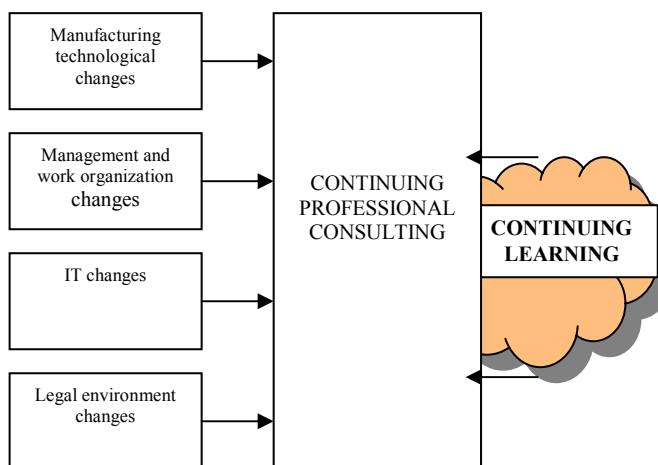 Manufacturing
technological
changes
Management and
work organization
changes
IT changes
Legal environment
changes
CONTINUING
PROFESSIONAL
CONSULTING
CONTINUING
LEARNING